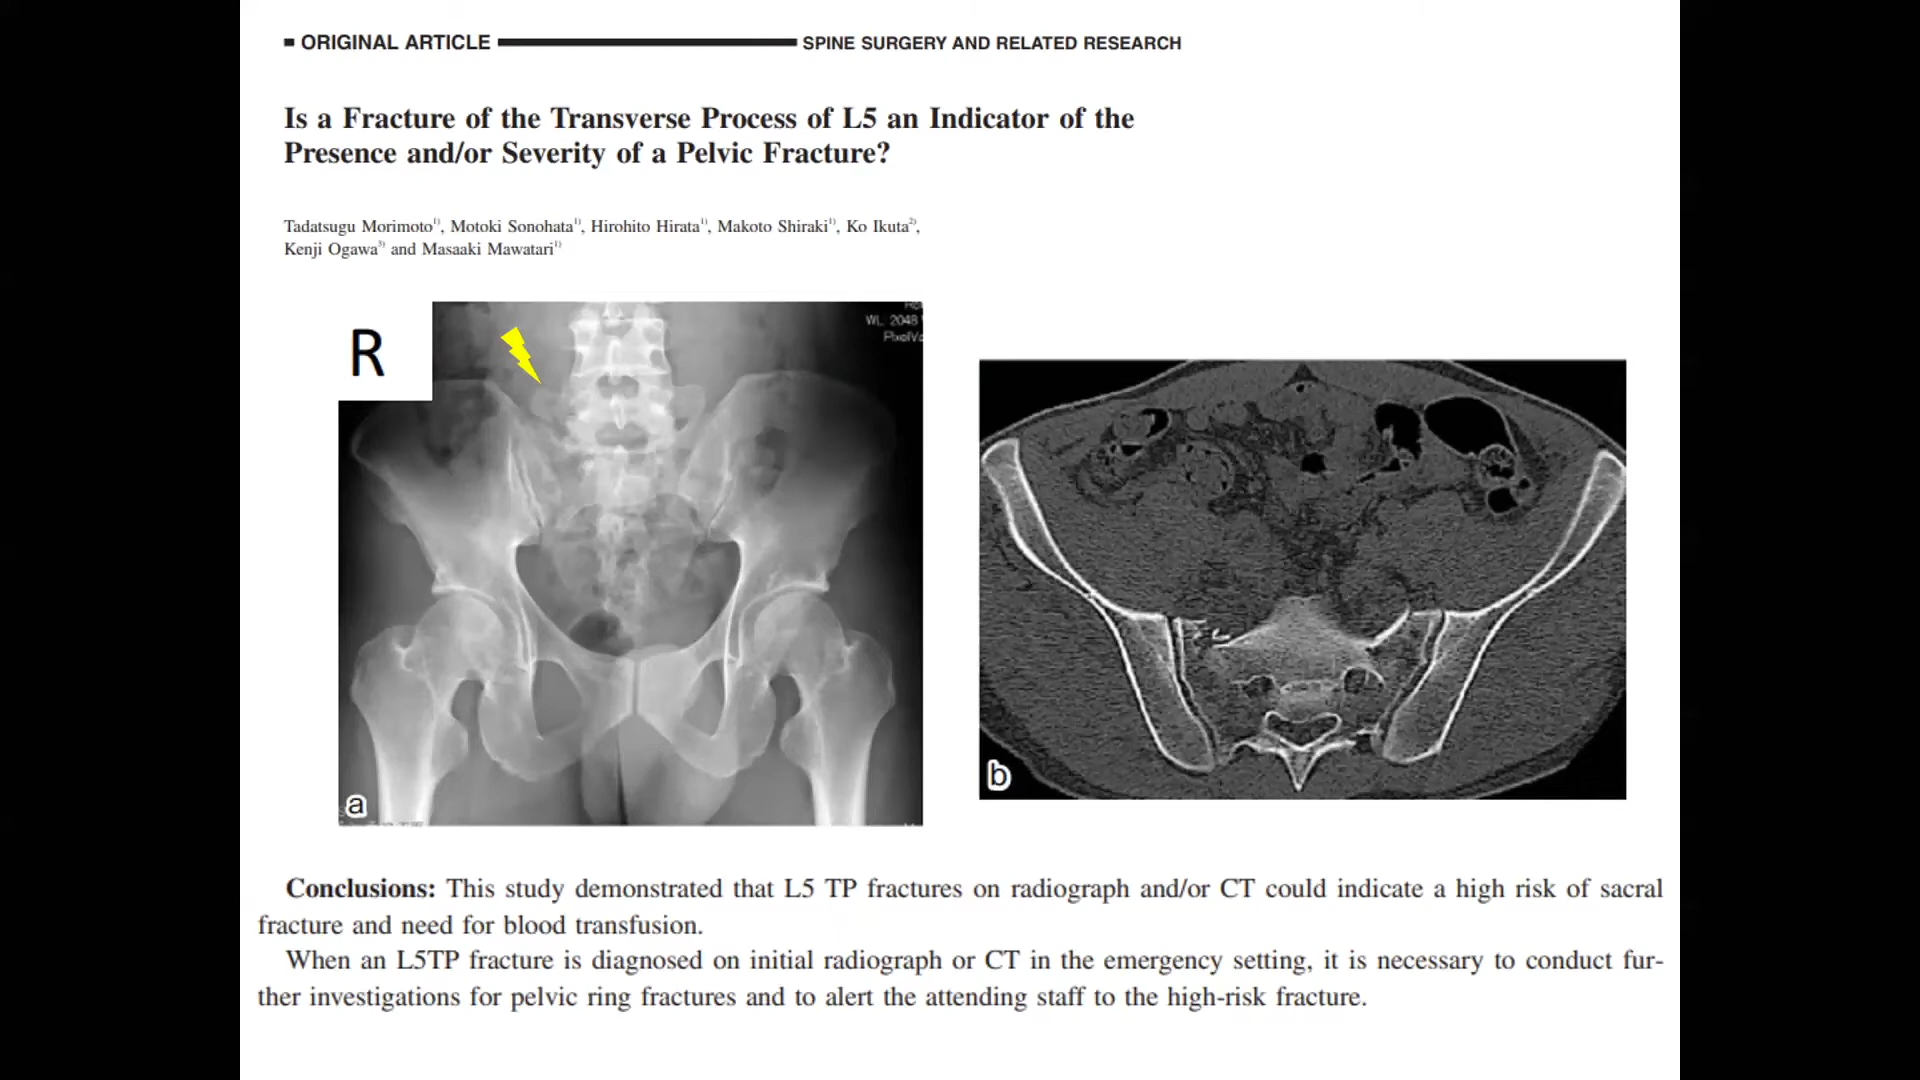 ORIGINAL ARTICLE SPINE SURGERY AND RELATED RESEARCH
Is a Fracture of the Transverse Process of L5 an Indicator of the
Presence and/or Severity of a Pelvic Fracture?
Tadatsugu Morimoto¹⁾, Motoki Sonohata¹⁾, Hirohito Hirata¹⁾, Makoto Shiraki¹⁾, Ko Ikuta²⁾,
Kenji Ogawa³⁾ and Masaaki Mawatari¹⁾
R
WL. 2048
a
b
Conclusions: This study demonstrated that L5 TP fractures on radiograph and/or CT could indicate a high risk of sacral
fracture and need for blood transfusion.
When an L5TP fracture is diagnosed on initial radiograph or CT in the emergency setting, it is necessary to conduct fur-
ther investigations for pelvic ring fractures and to alert the attending staff to the high-risk fracture.